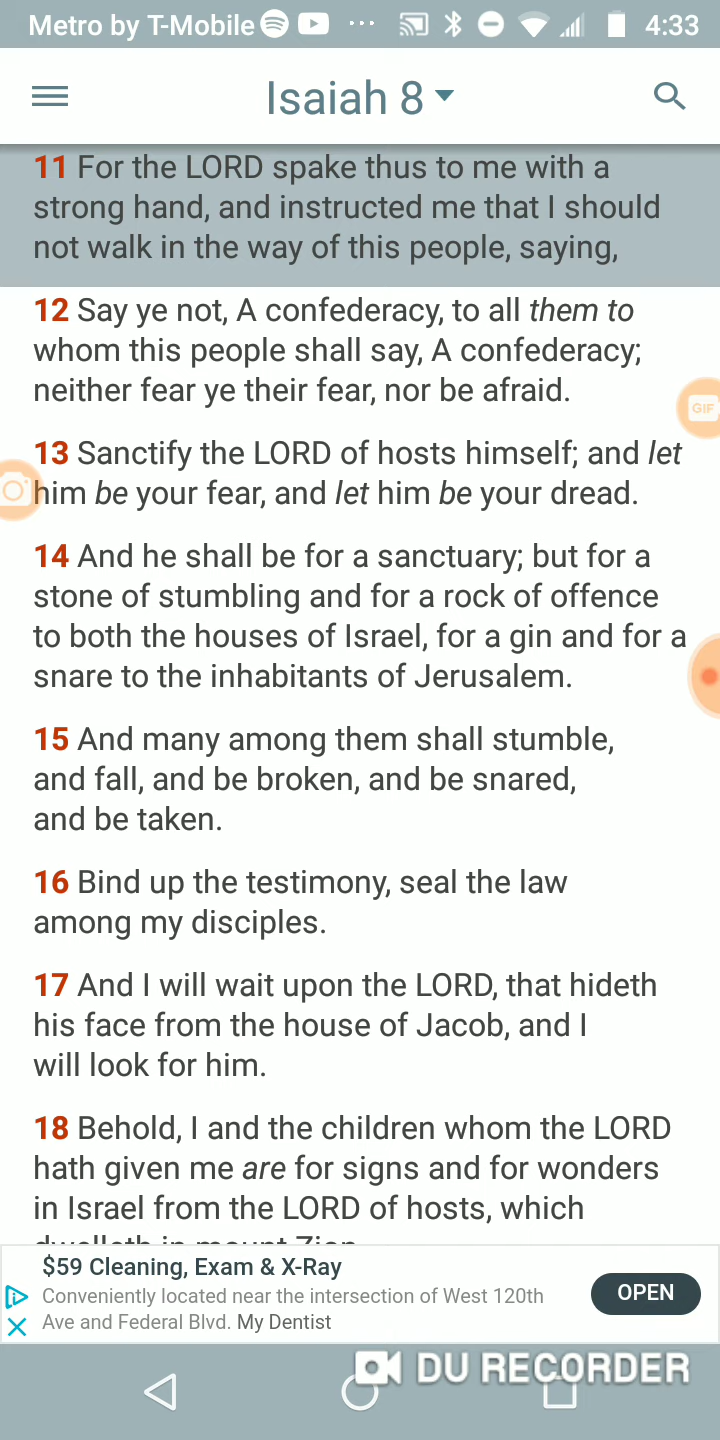 Metro by T-Mobile ... 4:33
Isaiah 8
11 For the LORD spake thus to me with a
strong hand, and instructed me that I should
not walk in the way of this people, saying,
12 Say ye not, A confederacy, to all them to
whom this people shall say, A confederacy;
neither fear ye their fear, nor be afraid.
GIF
13 Sanctify the LORD of hosts himself; and let
him be your fear, and let him be your dread.
14 And he shall be for a sanctuary; but for a
stone of stumbling and for a rock of offence
to both the houses of Israel, for a gin and for a
snare to the inhabitants of Jerusalem.
15 And many among them shall stumble,
and fall, and be broken, and be snared,
and be taken.
16 Bind up the testimony, seal the law
among my disciples.
17 And I will wait upon the LORD, that hideth
his face from the house of Jacob, and I
will look for him.
18 Behold, I and the children whom the LORD
hath given me are for signs and for wonders
in Israel from the LORD of hosts, which
dwelleth in mount Zion
$59 Cleaning, Exam & X-Ray
Conveniently located near the intersection of West 120th
Ave and Federal Blvd. My Dentist
OPEN
DU RECORDER